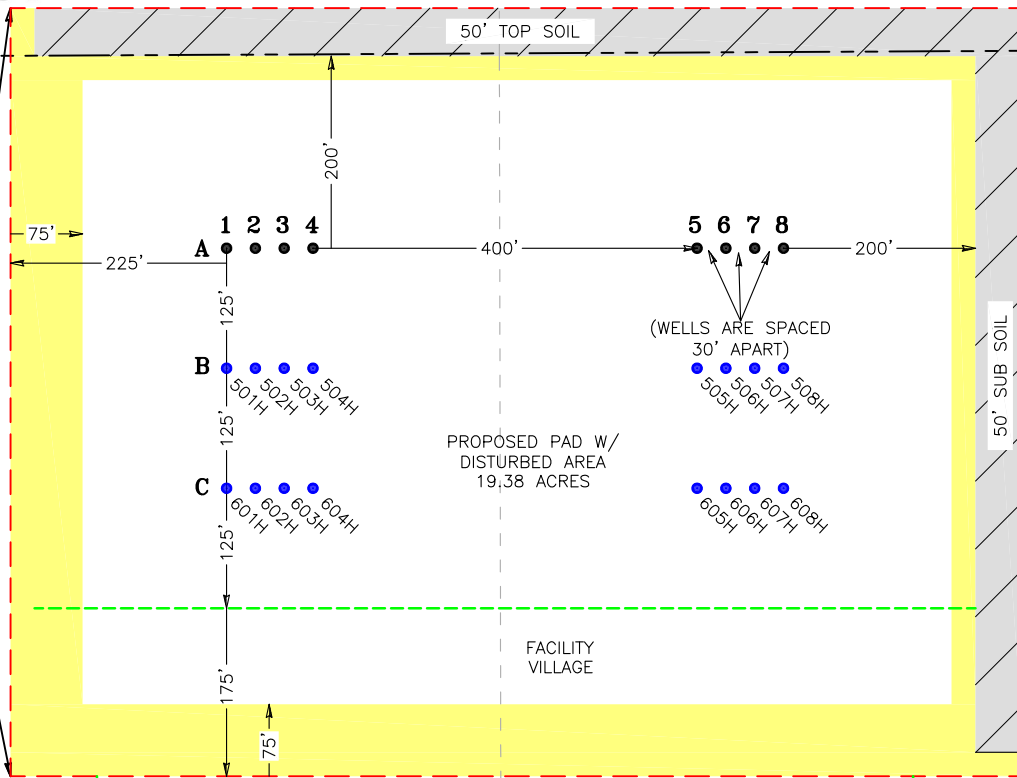 50' TOP SOIL
200'
75'
1 2 3 4
5 6 7 8
A
400'
200'
225'
125'
(WELLS ARE SPACED
30' APART)
50' SUB SOIL
B
501H
502H
503H
504H
505H
506H
507H
508H
125'
PROPOSED PAD W/
DISTURBED AREA
19.38 ACRES
C
601H
602H
603H
604H
605H
606H
607H
608H
125'
FACILITY
VILLAGE
175'
75'